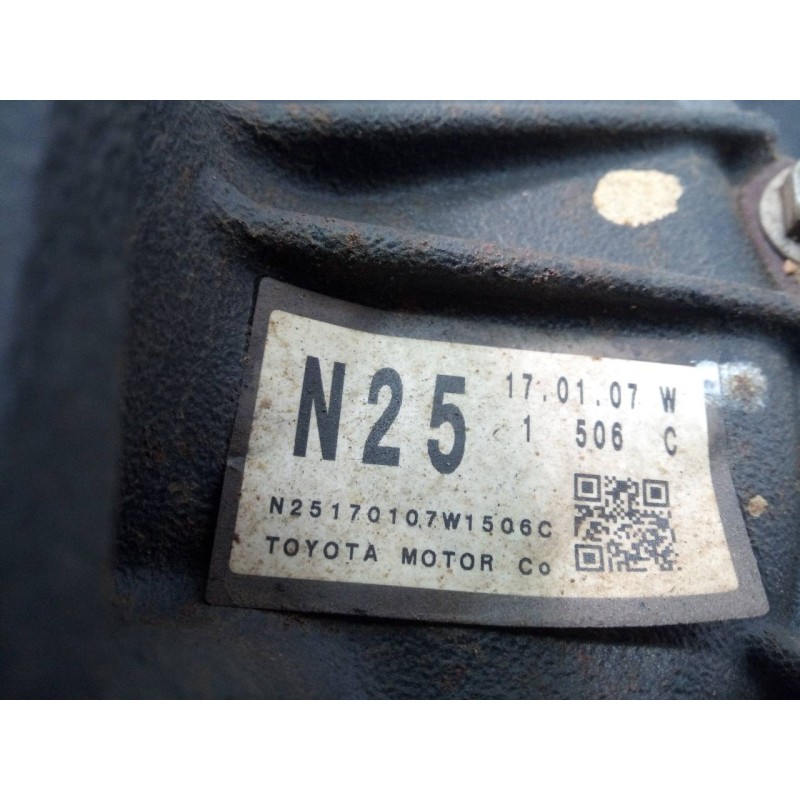 N25 17.01.07 W
1 506 C
N25170107W1506C
TOYOTA MOTOR Co